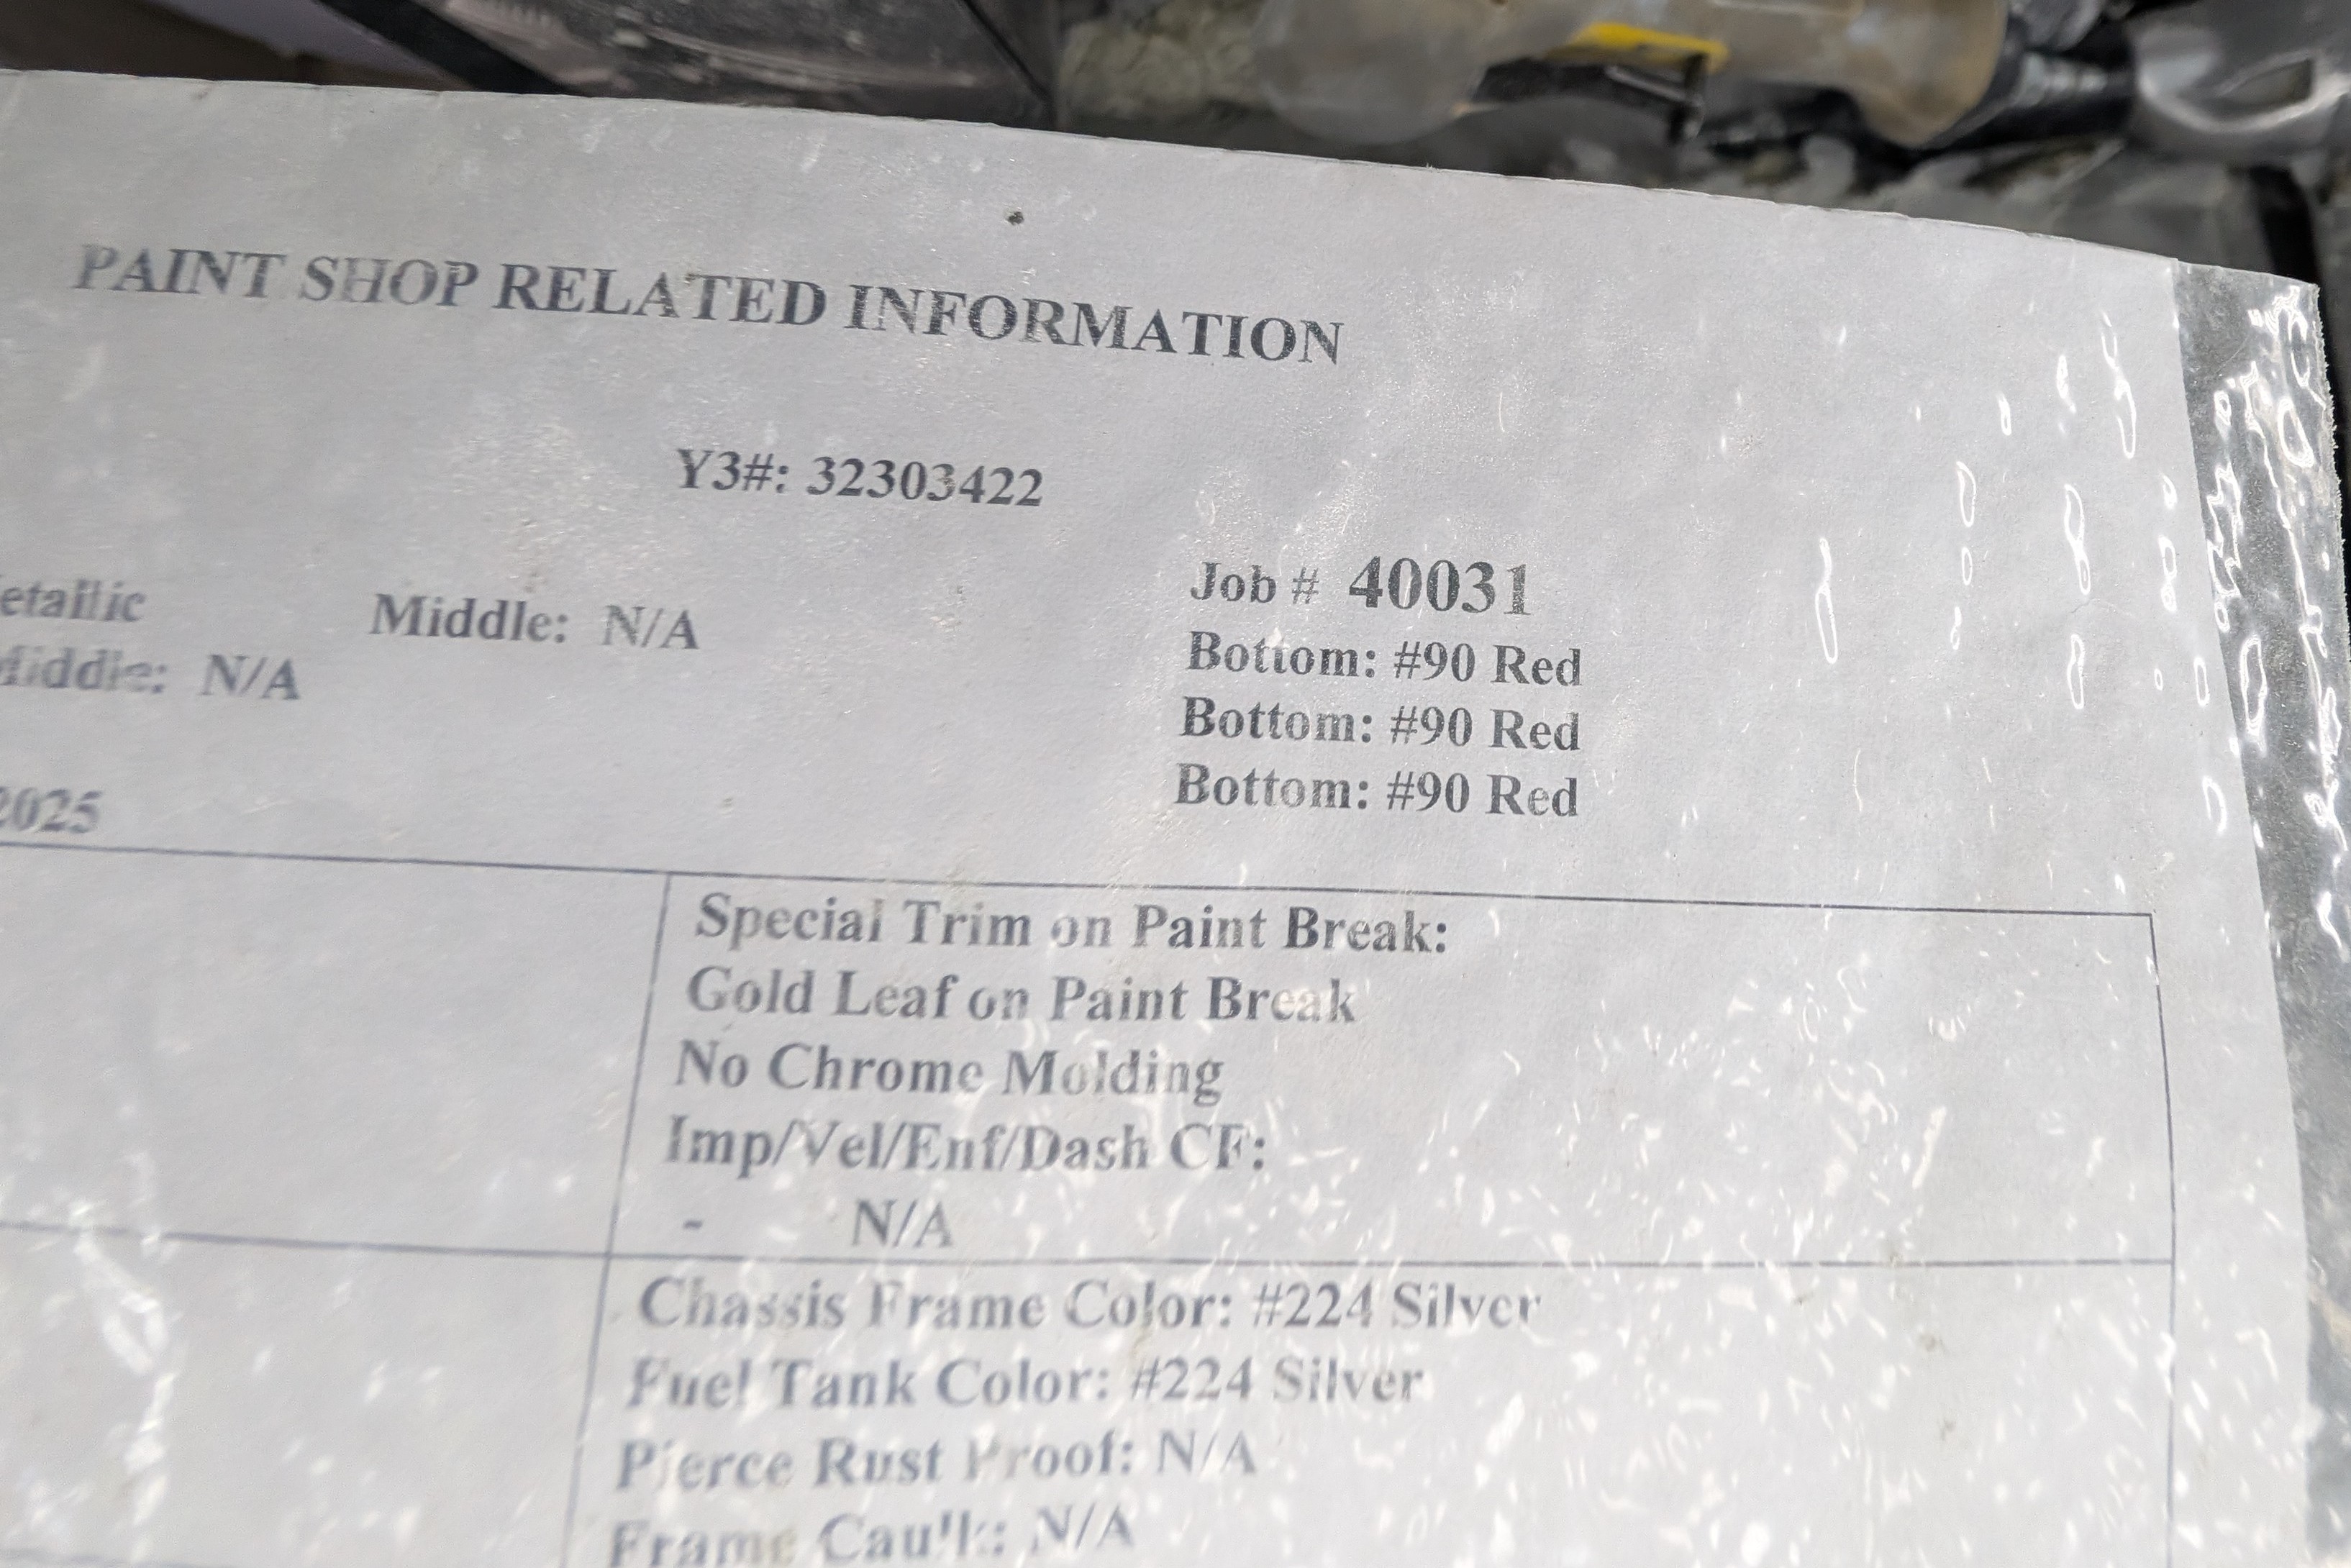 PAINT SHOP RELATED INFORMATION
Y3#: 32303422
Job # 40031
etallic Middle: N/A Bottom: #90 Red
Middle: N/A Bottom: #90 Red
Bottom: #90 Red
2025
Special Trim on Paint Break:
Gold Leaf on Paint Break
No Chrome Molding
Imp/Vel/Enf/Dash CF:
- N/A
Chassis Frame Color: #224 Silver
Fuel Tank Color: #224 Silver
Pierce Rust Proof: N/A
Frame Caulk: N/A